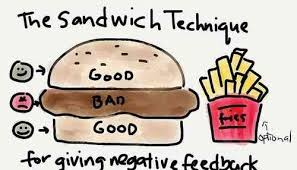 The Sandwich Technique
GOOD
BAD
GOOD
fries
optional
for giving negative feedback